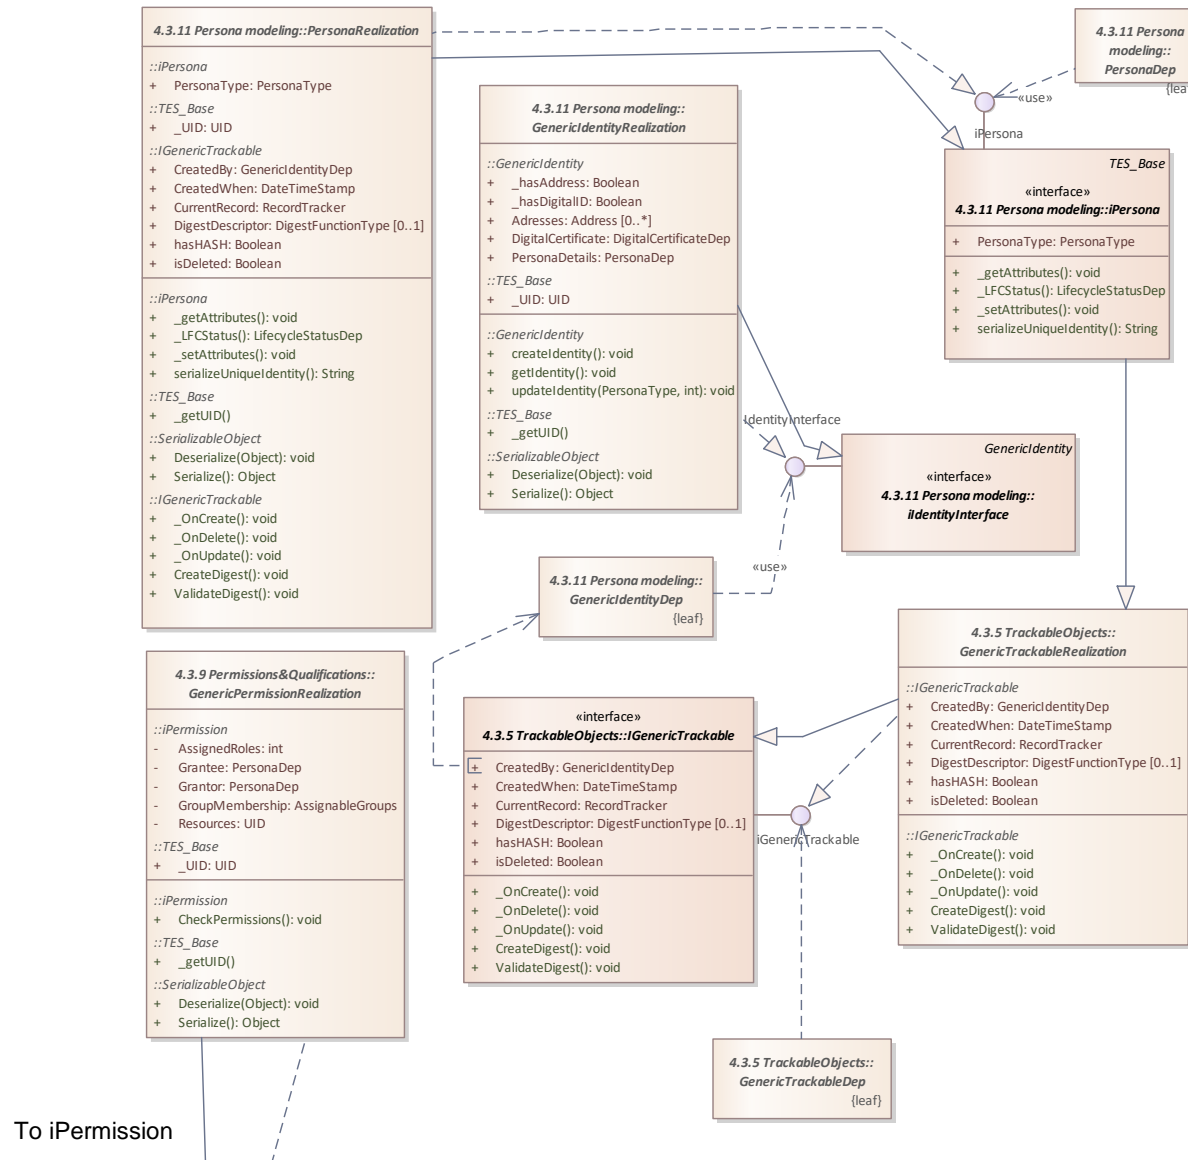 4.3.11 Persona modeling::PersonaRealization
::iPersona
+ PersonaType: PersonaType
::TES_Base
+ _UID: UID
::IGenericTrackable
+ CreatedBy: GenericIdentityDep
+ CreatedWhen: DateTimeStamp
+ CurrentRecord: RecordTracker
+ DigestDescriptor: DigestFunctionType [0..1]
+ hasHASH: Boolean
+ isDeleted: Boolean
::iPersona
+ _getAttributes(): void
+ _LFCStatus(): LifecycleStatusDep
+ _setAttributes(): void
+ serializeUniqueIdentity(): String
::TES_Base
+ _getUID()
::SerializableObject
+ Deserialize(Object): void
+ Serialize(): Object
::IGenericTrackable
+ _OnCreate(): void
+ _OnDelete(): void
+ _OnUpdate(): void
+ CreateDigest(): void
+ ValidateDigest(): void
4.3.11 Persona modeling::
GenericIdentityRealization
::GenericIdentity
+ _hasAddress: Boolean
+ _hasDigitalID: Boolean
+ Adresses: Address [0..*]
+ DigitalCertificate: DigitalCertificateDep
+ PersonaDetails: PersonaDep
::TES_Base
+ _UID: UID
::GenericIdentity
+ createIdentity(): void
+ getIdentity(): void
+ updateIdentity(PersonaType, int): void
::TES_Base
+ _getUID()
::SerializableObject
+ Deserialize(Object): void
+ Serialize(): Object
4.3.11 Persona
modeling::
PersonaDep
{leaf
«use»
iPersona
TES_Base
«interface»
4.3.11 Persona modeling::iPersona
+ PersonaType: PersonaType
+ _getAttributes(): void
+ _LFCStatus(): LifecycleStatusDep
+ _setAttributes(): void
+ serializeUniqueIdentity(): String
IdentityInterface
GenericIdentity
«interface»
4.3.11 Persona modeling::
iIdentityInterface
«use»
4.3.11 Persona modeling::
GenericIdentityDep
{leaf}
4.3.9 Permissions&Qualifications::
GenericPermissionRealization
::iPermission
- AssignedRoles: int
- Grantee: PersonaDep
- Grantor: PersonaDep
- GroupMembership: AssignableGroups
- Resources: UID
::TES_Base
+ _UID: UID
::iPermission
+ CheckPermissions(): void
::TES_Base
+ _getUID()
::SerializableObject
+ Deserialize(Object): void
+ Serialize(): Object
«interface»
4.3.5 TrackableObjects::IGenericTrackable
+ CreatedBy: GenericIdentityDep
+ CreatedWhen: DateTimeStamp
+ CurrentRecord: RecordTracker
+ DigestDescriptor: DigestFunctionType [0..1]
+ hasHASH: Boolean
+ isDeleted: Boolean
+ _OnCreate(): void
+ _OnDelete(): void
+ _OnUpdate(): void
+ CreateDigest(): void
+ ValidateDigest(): void
iGenericTrackable
4.3.5 TrackableObjects::
GenericTrackableRealization
::IGenericTrackable
+ CreatedBy: GenericIdentityDep
+ CreatedWhen: DateTimeStamp
+ CurrentRecord: RecordTracker
+ DigestDescriptor: DigestFunctionType [0..1]
+ hasHASH: Boolean
+ isDeleted: Boolean
::IGenericTrackable
+ _OnCreate(): void
+ _OnDelete(): void
+ _OnUpdate(): void
+ CreateDigest(): void
+ ValidateDigest(): void
4.3.5 TrackableObjects::
GenericTrackableDep
{leaf}
To iPermission